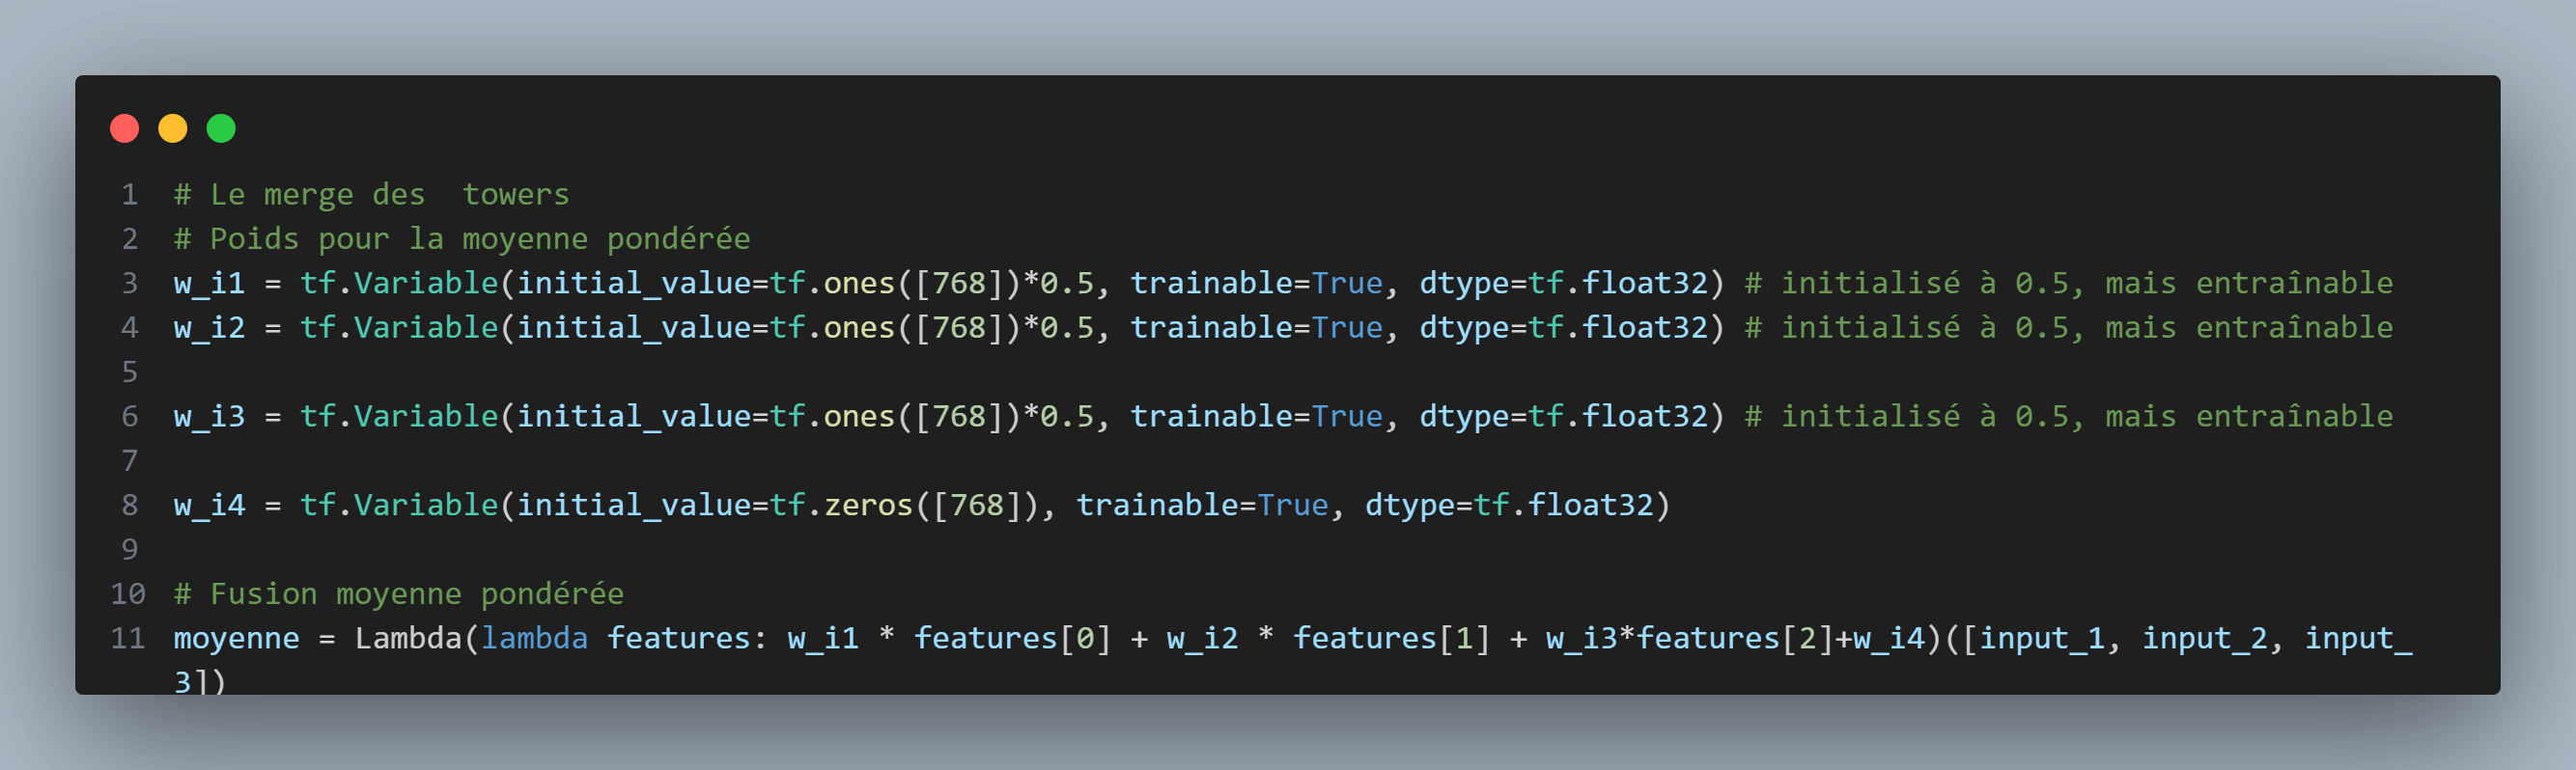 1 # Le merge des  towers
2 # Poids pour la moyenne pondérée
3 w_i1 = tf.Variable(initial_value=tf.ones([768])*0.5, trainable=True, dtype=tf.float32) # initialisé à 0.5, mais entraînable
4 w_i2 = tf.Variable(initial_value=tf.ones([768])*0.5, trainable=True, dtype=tf.float32) # initialisé à 0.5, mais entraînable
5
6 w_i3 = tf.Variable(initial_value=tf.ones([768])*0.5, trainable=True, dtype=tf.float32) # initialisé à 0.5, mais entraînable
7
8 w_i4 = tf.Variable(initial_value=tf.zeros([768]), trainable=True, dtype=tf.float32)
9
10 # Fusion moyenne pondérée
11 moyenne = Lambda(lambda features: w_i1 * features[0] + w_i2 * features[1] + w_i3*features[2]+w_i4)([input_1, input_2, input_
3])